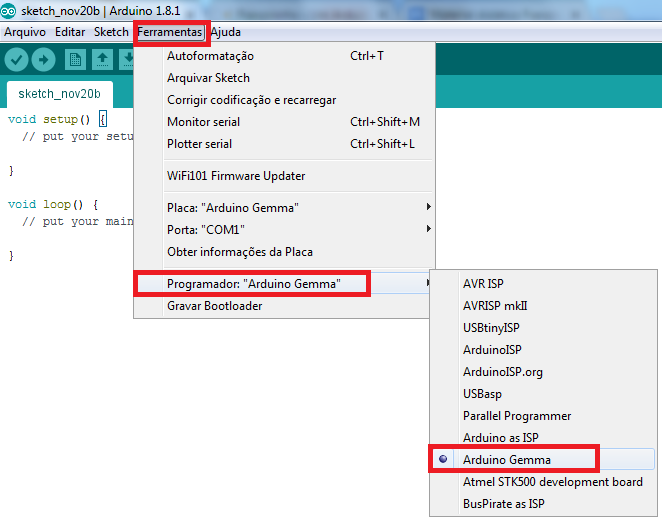 sketch_nov20b | Arduino 1.8.1
Arquivo Editar Sketch Ferramentas Ajuda
sketch_nov20b
void setup() {
// put your setu
}
void loop() {
// put your main
}
Autoformatação Ctrl+T
Arquivar Sketch
Corrigir codificação e recarregar
Monitor serial Ctrl+Shift+M
Plotter serial Ctrl+Shift+L
WiFi101 Firmware Updater
Placa: "Arduino Gemma"
Porta: "COM1"
Obter informações da Placa
Programador: "Arduino Gemma"
Gravar Bootloader
AVR ISP
AVRISP mkII
USBtinyISP
ArduinoISP
ArduinoISP.org
USBasp
Parallel Programmer
Arduino as ISP
Arduino Gemma
Atmel STK500 development board
BusPirate as ISP